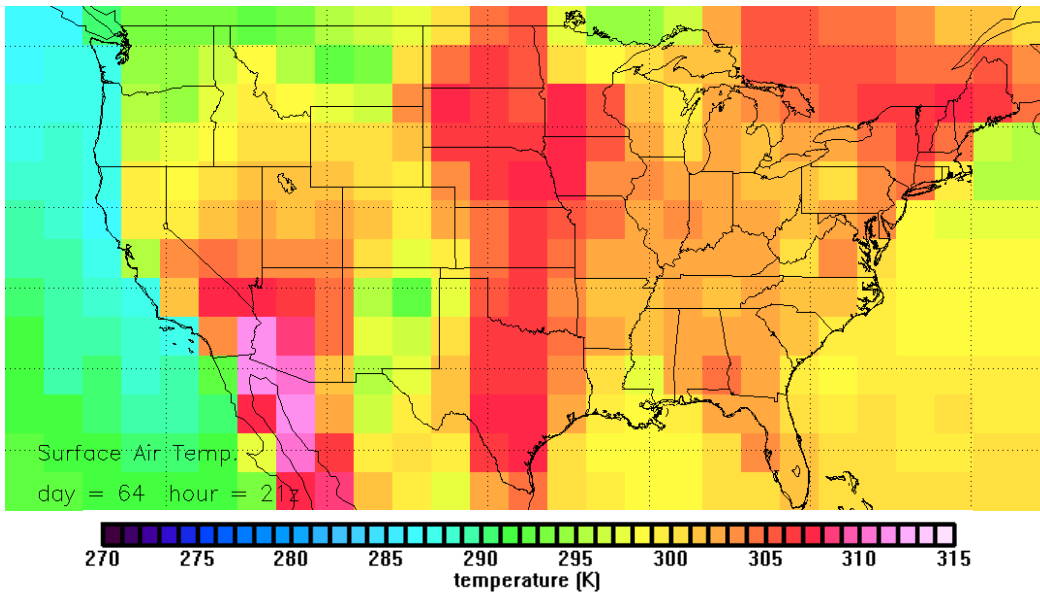 Surface Air Temp.
day = 64 hour = 21z
270 275 280 285 290 295 300 305 310 315
temperature (K)